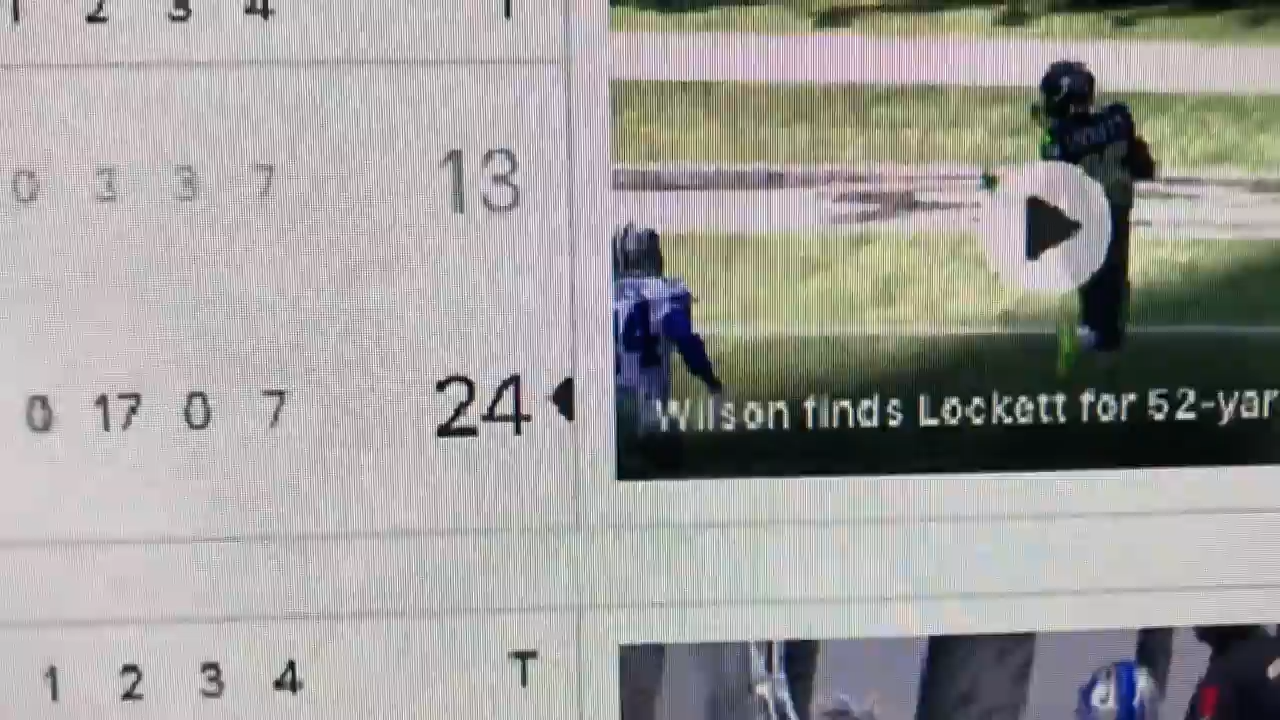 1 2 3 4 T
0 3 3 7 13
0 17 0 7 24
Wilson finds Lockett for 52-yar
1 2 3 4 T